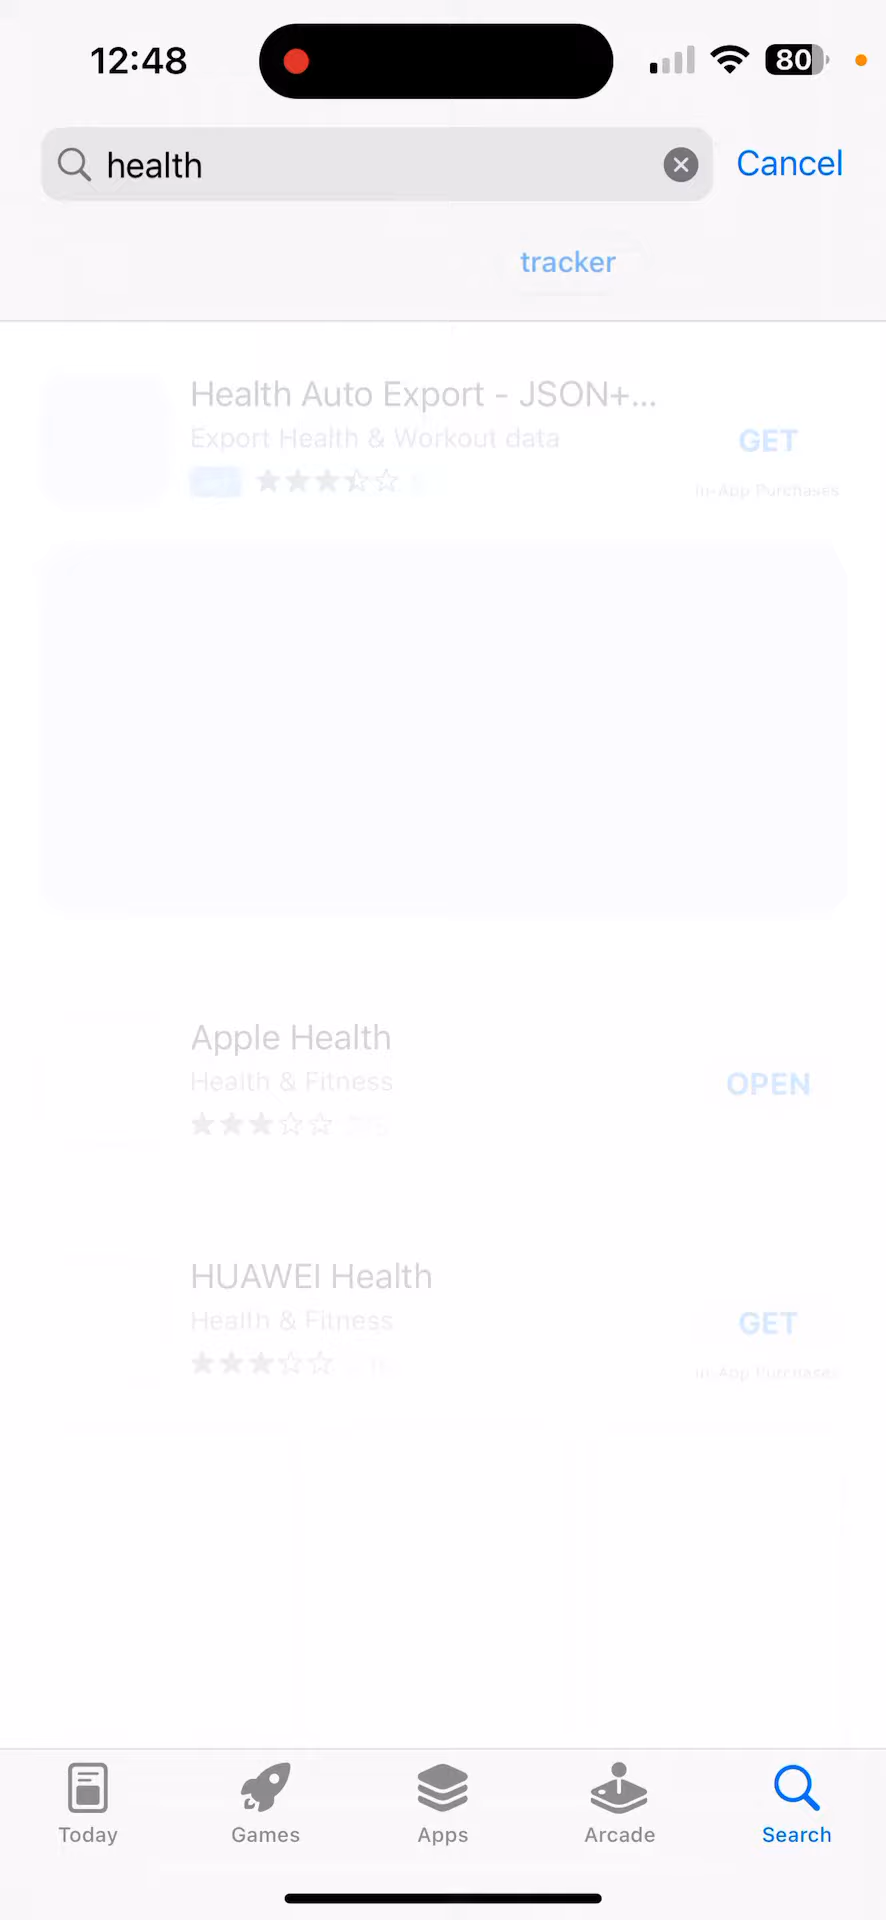 12:48
80
health
Cancel
tracker
Health Auto Export - JSON+...
Export Health & Workout data
GET
In-App Purchases
Apple Health
Health & Fitness
OPEN
HUAWEI Health
Health & Fitness
GET
In-App Purchases
Today
Games
Apps
Arcade
Search